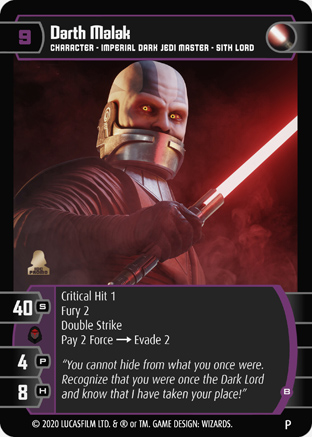 9 Darth Malak
CHARACTER - IMPERIAL DARK JEDI MASTER - SITH LORD
40 S
Critical Hit 1
Fury 2
Double Strike
Pay 2 Force → Evade 2
4 P
8 H
“You cannot hide from what you once were.
Recognize that you were once the Dark Lord
and know that I have taken your place!”
B
© 2020 LUCASFILM LTD. & ® or TM. GAME DESIGN: WIZARDS. P